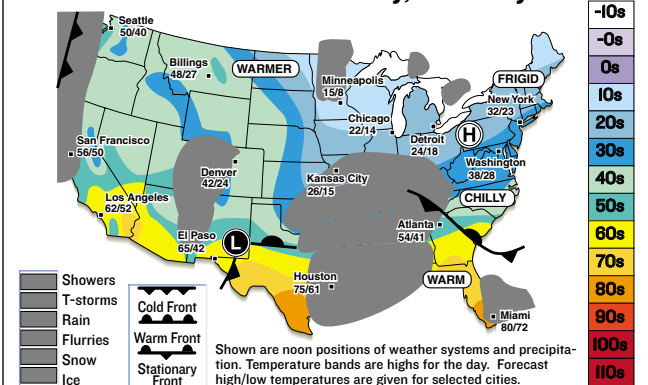 Seattle
50/40
Billings
48/27
WARMER
Minneapolis
15/8
FRIGID
New York
32/23
Chicago
22/14
Detroit
24/18
H
San Francisco
56/50
Denver
42/24
Kansas City
26/15
Washington
38/28
Los Angeles
62/52
CHILLY
El Paso
65/42
L
Atlanta
54/41
Houston
75/61
WARM
Miami
80/72
-10s
-0s
0s
10s
20s
30s
40s
50s
60s
70s
80s
90s
100s
110s
Showers
T-storms
Rain
Flurries
Snow
Ice
Cold Front
Warm Front
Stationary
Front
Shown are noon positions of weather systems and precipita-
tion. Temperature bands are highs for the day. Forecast
high/low temperatures are given for selected cities.